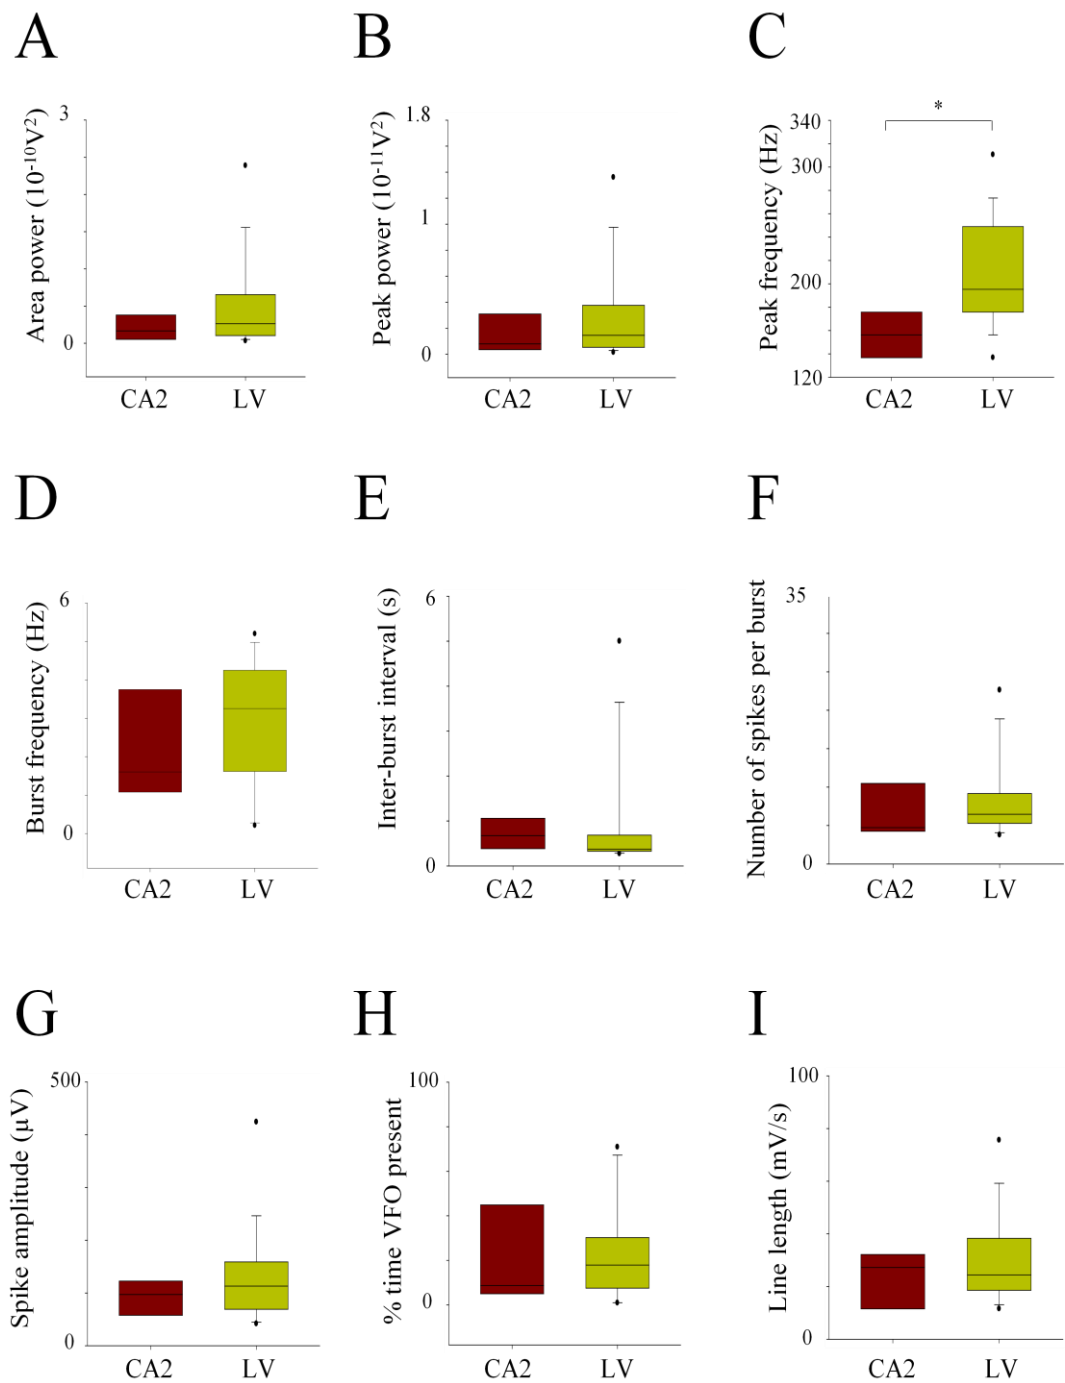 A
B
C
Area power (10⁻¹⁰V²)
3
0
CA2 LV
Peak power (10⁻¹¹V²)
1.8
1
0
CA2 LV
Peak frequency (Hz)
340
300
200
120
*
CA2 LV
D
E
F
Burst frequency (Hz)
6
0
CA2 LV
Inter-burst interval (s)
6
0
CA2 LV
Number of spikes per burst
35
0
CA2 LV
G
H
I
Spike amplitude (µV)
500
0
CA2 LV
% time VFO present
100
0
CA2 LV
Line length (mV/s)
100
0
CA2 LV